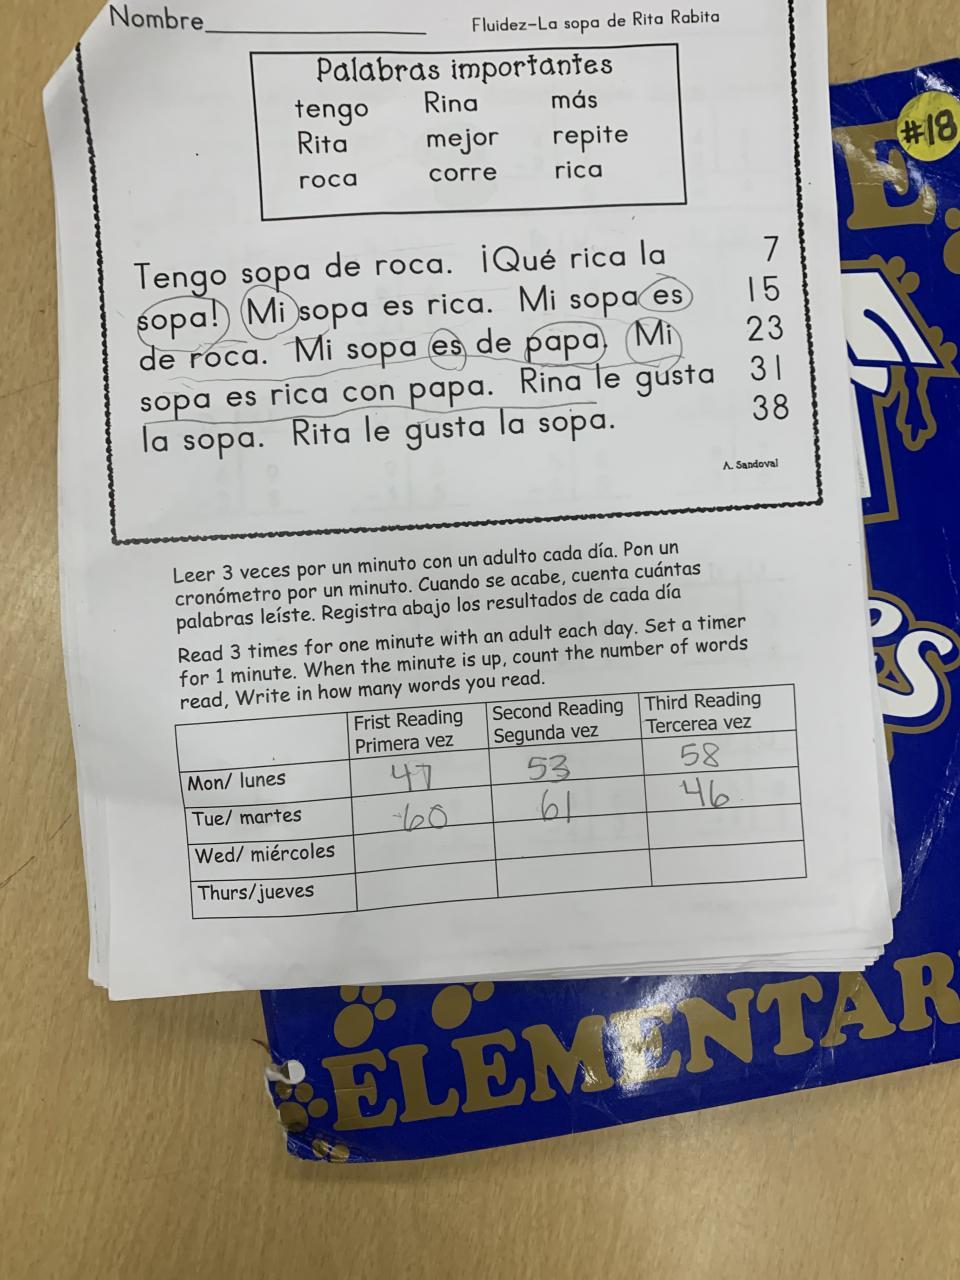 Nombre
Fluidez-La sopa de Rita Rabita
Palabras importantes
tengo Rina más
Rita mejor repite
roca corre rica
Tengo sopa de roca. ¡Qué rica la 7
sopa! Mi sopa es rica. Mi sopa es 15
de roca. Mi sopa es de papa. Mi 23
sopa es rica con papa. Rina le gusta 31
la sopa. Rita le gusta la sopa. 38
A. Sandoval
Leer 3 veces por un minuto con un adulto cada día. Pon un
cronómetro por un minuto. Cuando se acabe, cuenta cuántas
palabras leíste. Registra abajo los resultados de cada día
Read 3 times for one minute with an adult each day. Set a timer
for 1 minute. When the minute is up, count the number of words
read, Write in how many words you read.
Frist Reading Second Reading Third Reading
Primera vez Segunda vez Tercerea vez
Mon/ lunes 47 53 58
Tue/ martes 60 61 46
Wed/ miércoles
Thurs/jueves
#18
E.
ELEMENTAR